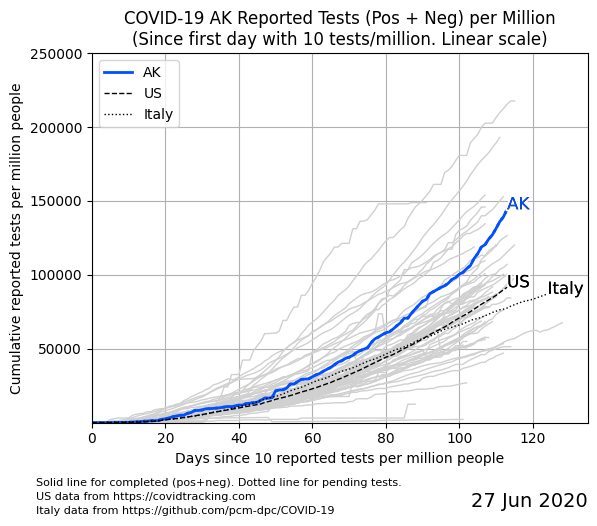 COVID-19 AK Reported Tests (Pos + Neg) per Million
(Since first day with 10 tests/million. Linear scale)
Cumulative reported tests per million people
250000
200000
150000
100000
50000
AK
US
Italy
AK
US
Italy
0 20 40 60 80 100 120
Days since 10 reported tests per million people
Solid line for completed (pos+neg). Dotted line for pending tests.
US data from https://covidtracking.com
Italy data from https://github.com/pcm-dpc/COVID-19
27 Jun 2020